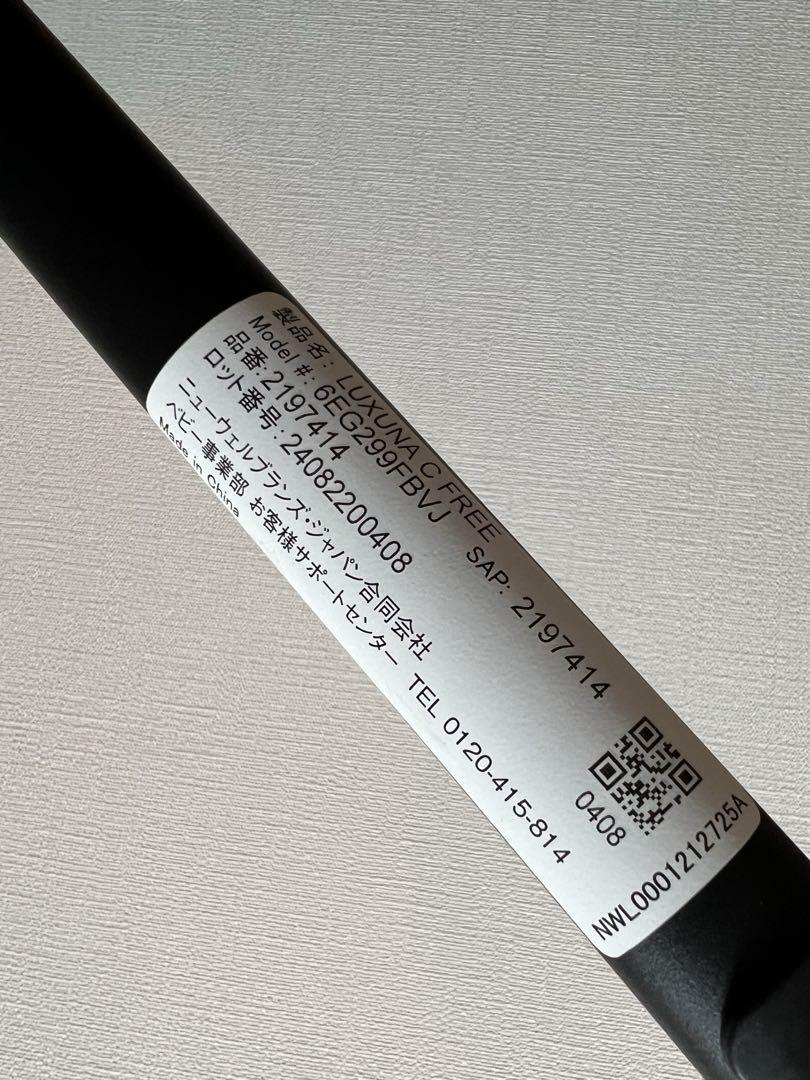 製品名: LUXUNA C FREE
Model #: 6EG299FBVJ SAP: 2197414
品番:2197414
ロット番号:24082200408
ニューウェルブランズ・ジャパン合同会社
ベビー事業部 お客様サポートセンター TEL 0120-415-814
Made in China
0408
NWL0001212725A